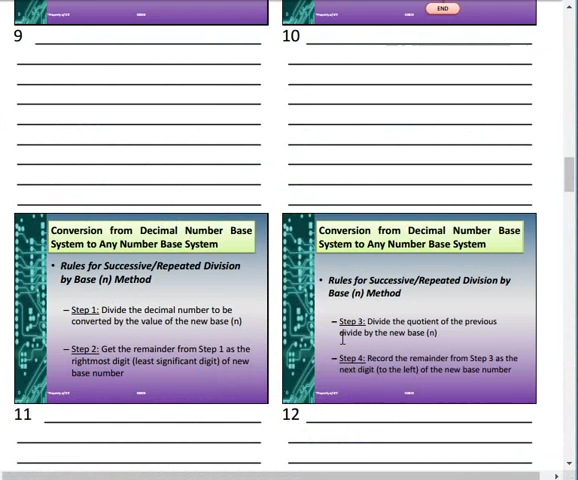 END
9
10
Conversion from Decimal Number Base
System to Any Number Base System
• Rules for Successive/Repeated Division
by Base (n) Method
– Step 1: Divide the decimal number to be
converted by the value of the new base (n)
– Step 2: Get the remainder from Step 1 as the
rightmost digit (least significant digit) of new
base number
Conversion from Decimal Number Base
System to Any Number Base System
• Rules for Successive/Repeated Division by
Base (n) Method
– Step 3: Divide the quotient of the previous
divide by the new base (n)
– Step 4: Record the remainder from Step 3 as the
next digit (to the left) of the new base number
11
12